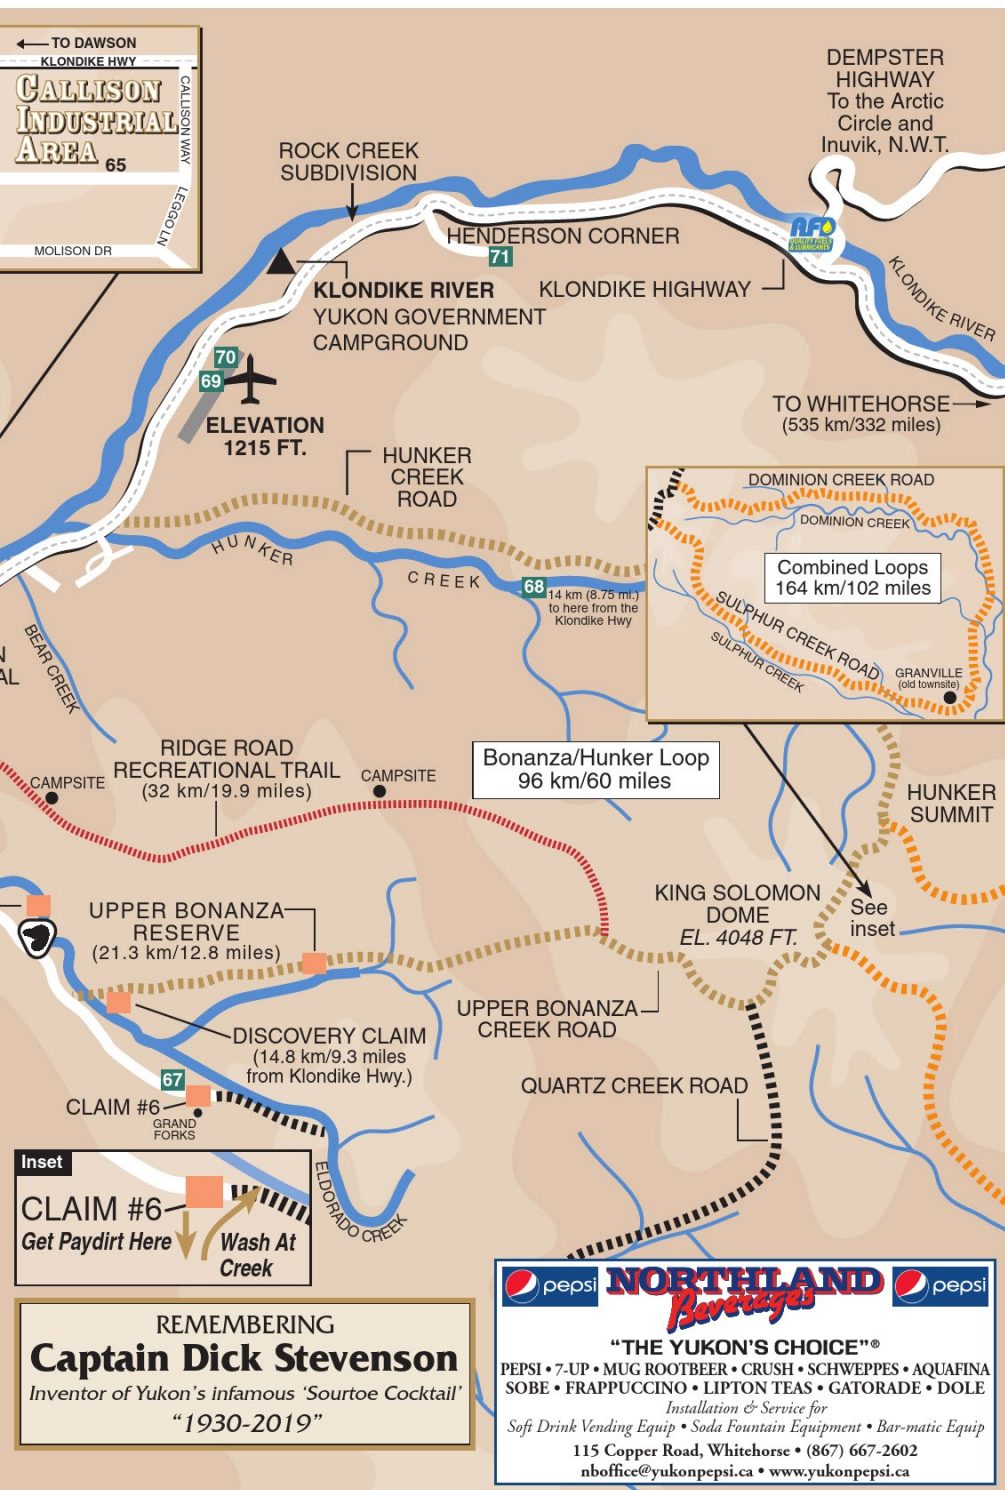 TO DAWSON
KLONDIKE HWY
CALLISON
INDUSTRIAL
AREA 65
CALLISON WAY
LEGGO LN
MOLISON DR
ROCK CREEK
SUBDIVISION
DEMPSTER
HIGHWAY
To the Arctic
Circle and
Inuvik, N.W.T.
AFD
QUALITY FUELS
& LUBRICANTS
HENDERSON CORNER
71
KLONDIKE HIGHWAY
KLONDIKE RIVER
KLONDIKE RIVER
YUKON GOVERNMENT
CAMPGROUND
70
69
ELEVATION
1215 FT.
TO WHITEHORSE
(535 km/332 miles)
HUNKER
CREEK
ROAD
HUNKER
CREEK
68
14 km (8.75 mi.)
to here from the
Klondike Hwy
DOMINION CREEK ROAD
DOMINION CREEK
Combined Loops
164 km/102 miles
SULPHUR CREEK ROAD
SULPHUR CREEK
GRANVILLE
(old townsite)
BEAR CREEK
N
AL
RIDGE ROAD
RECREATIONAL TRAIL
(32 km/19.9 miles)
CAMPSITE
CAMPSITE
Bonanza/Hunker Loop
96 km/60 miles
HUNKER
SUMMIT
KING SOLOMON
DOME
EL. 4048 FT.
See
inset
UPPER BONANZA
RESERVE
(21.3 km/12.8 miles)
UPPER BONANZA
CREEK ROAD
DISCOVERY CLAIM
(14.8 km/9.3 miles
from Klondike Hwy.)
67
CLAIM #6
GRAND
FORKS
QUARTZ CREEK ROAD
ELDORADO CREEK
Inset
CLAIM #6
Get Paydirt Here
Wash At
Creek
REMEMBERING
Captain Dick Stevenson
Inventor of Yukon's infamous 'Sourtoe Cocktail'
"1930-2019"
pepsi
NORTHLAND
Beverages
pepsi
"THE YUKON'S CHOICE"®
PEPSI • 7-UP • MUG ROOTBEER • CRUSH • SCHWEPPES • AQUAFINA
SOBE • FRAPPUCCINO • LIPTON TEAS • GATORADE • DOLE
Installation & Service for
Soft Drink Vending Equip • Soda Fountain Equipment • Bar-matic Equip
115 Copper Road, Whitehorse • (867) 667-2602
nboffice@yukonpepsi.ca • www.yukonpepsi.ca